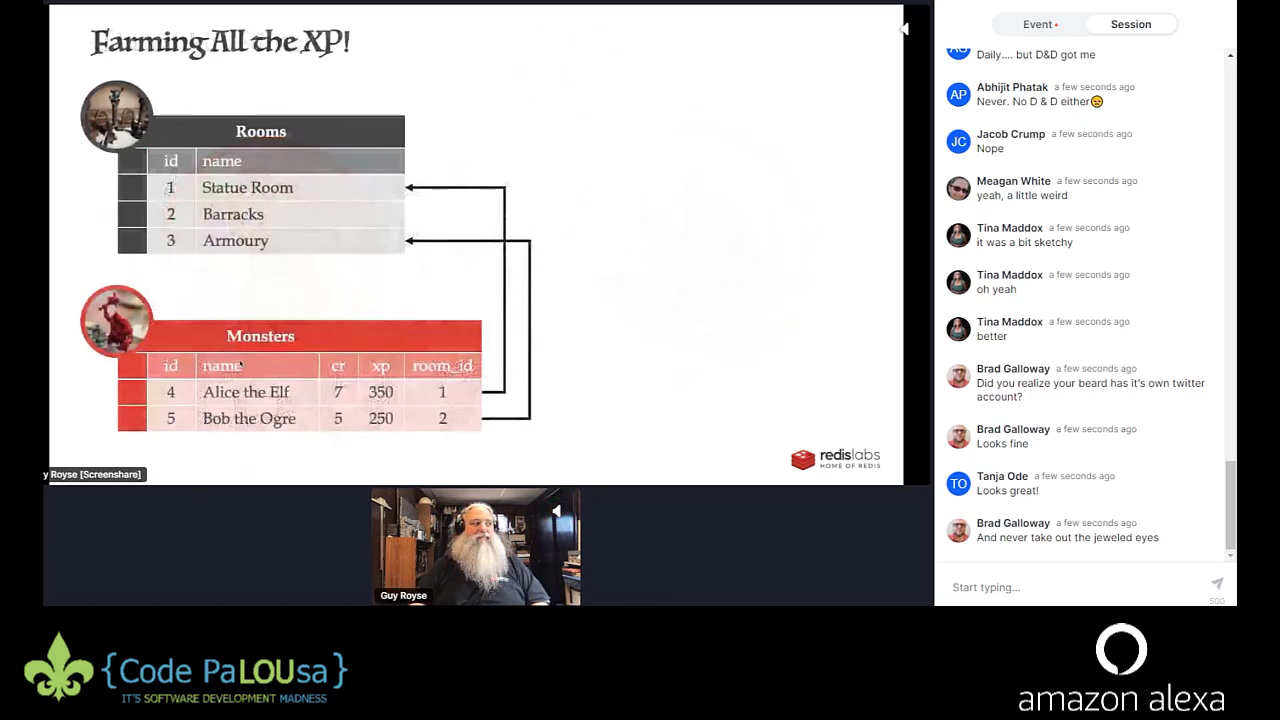 Farming All the XP!
Rooms
id name
1 Statue Room
2 Barracks
3 Armoury
Monsters
id name cr xp room_id
4 Alice the Elf 7 350 1
5 Bob the Ogre 5 250 2
redislabs
HOME OF REDIS
y Royse [Screenshare]
Guy Royse
Event
Session
Daily.... but D&D got me
AP
Abhijit Phatak a few seconds ago
Never. No D & D either😣
JC
Jacob Crump a few seconds ago
Nope
Meagan White a few seconds ago
yeah, a little weird
Tina Maddox a few seconds ago
it was a bit sketchy
Tina Maddox a few seconds ago
oh yeah
Tina Maddox a few seconds ago
better
Brad Galloway a few seconds ago
Did you realize your beard has it's own twitter
account?
Brad Galloway a few seconds ago
Looks fine
TO
Tanja Ode a few seconds ago
Looks great!
Brad Galloway a few seconds ago
And never take out the jeweled eyes
Start typing...
500
{Code PaLOUsa}
IT'S SOFTWARE DEVELOPMENT MADNESS
amazon alexa